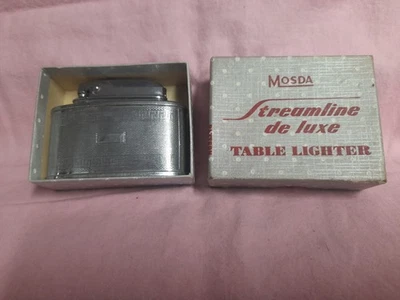 MOSDA
Streamline
de luxe
TABLE LIGHTER